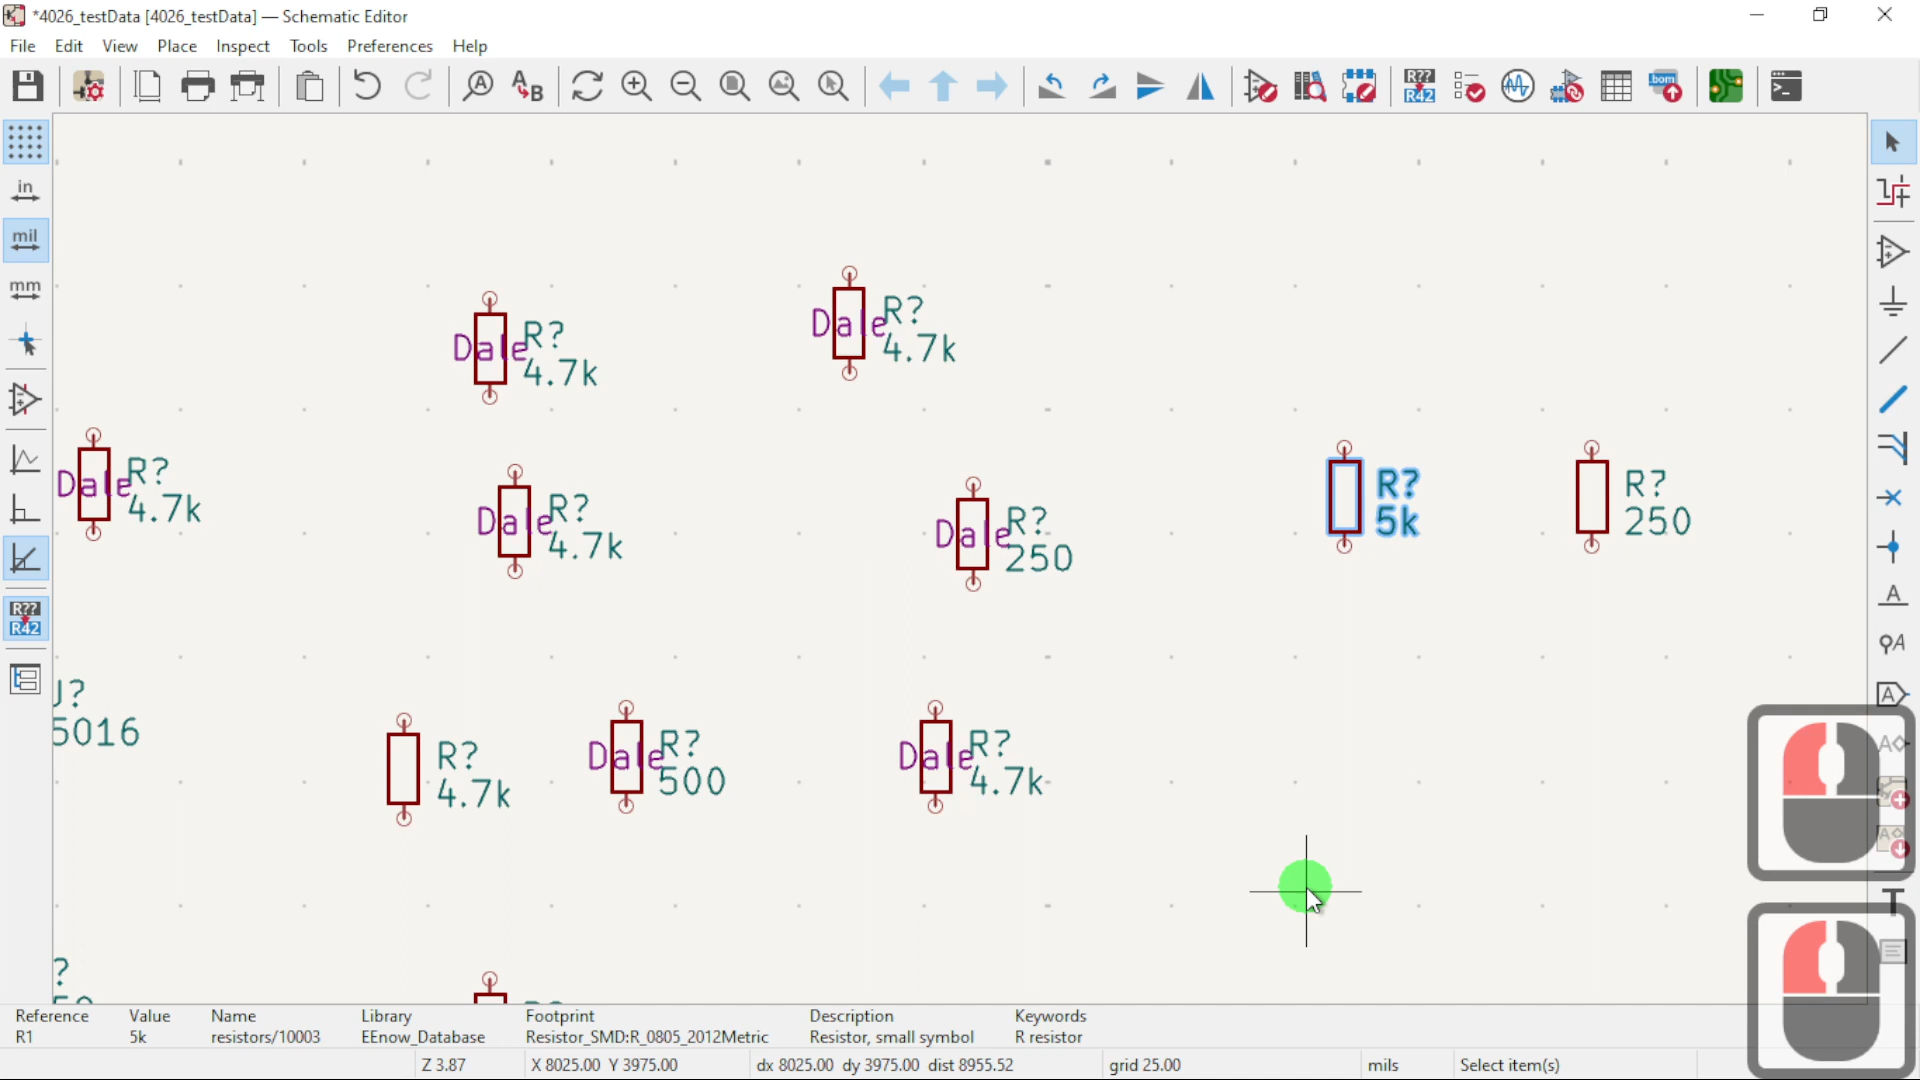 *4026_testData [4026_testData] — Schematic Editor
File Edit View Place Inspect Tools Preferences Help
A A B R?? R42 bom
in
mil
mm
R??
R42
R?
4.7k
Dale
R?
4.7k
Dale
R?
4.7k
Dale
R?
4.7k
Dale
R?
250
Dale
R?
5k
R?
250
J?
5016
R?
4.7k
R?
500
Dale
R?
4.7k
Dale
?
A
A
A
A
T
Reference Value Name Library Footprint Description Keywords
R1 5k resistors/10003 EEnow_Database Resistor_SMD:R_0805_2012Metric Resistor, small symbol R resistor
Z 3.87 X 8025.00 Y 3975.00 dx 8025.00 dy 3975.00 dist 8955.52 grid 25.00 mils Select item(s)